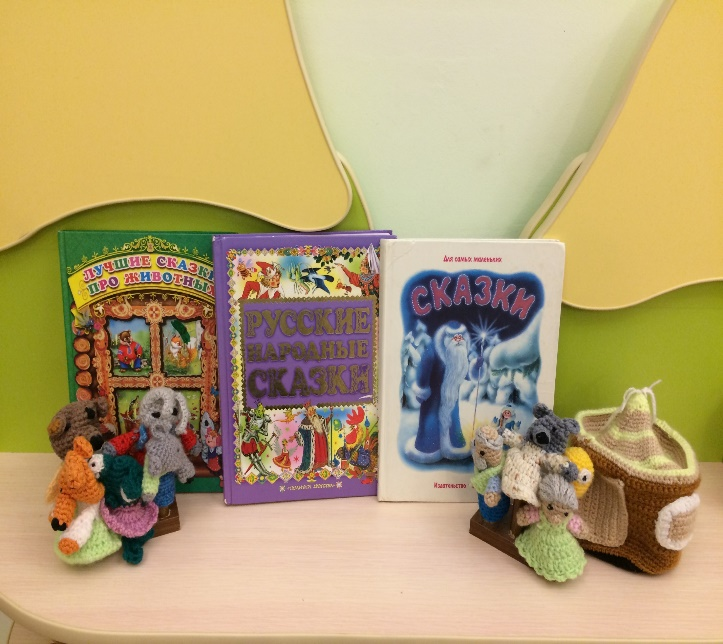 ЛУЧШИЕ СКАЗКИ
ПРО ЖИВОТНЫХ
РУССКИЕ
НАРОДНЫЕ
СКАЗКИ
Для самых маленьких
СКАЗКИ
Издательство